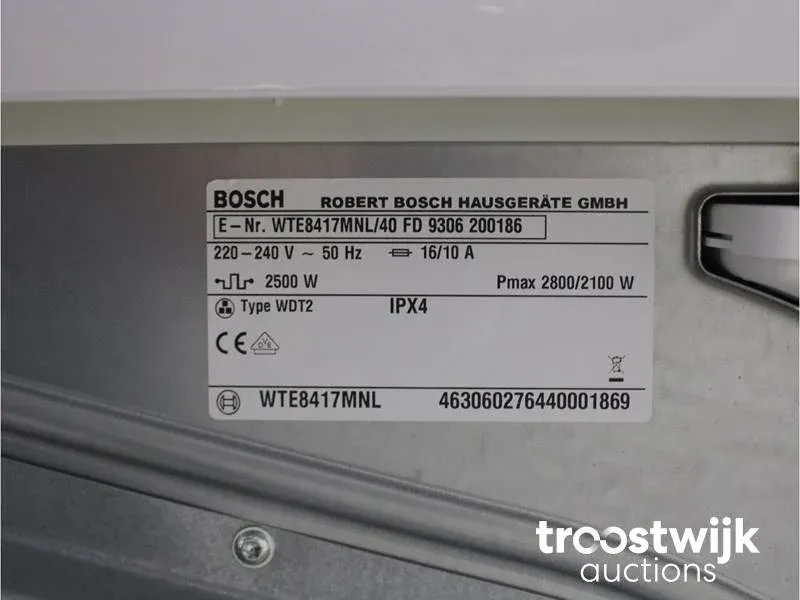 BOSCH ROBERT BOSCH HAUSGERÄTE GMBH
E-Nr. WTE8417MNL/40 FD 9306 200186
220-240 V ~ 50 Hz 16/10 A
2500 W Pmax 2800/2100 W
Type WDT2 IPX4
CE VDE
WTE8417MNL 463060276440001869
troostwijk
auctions